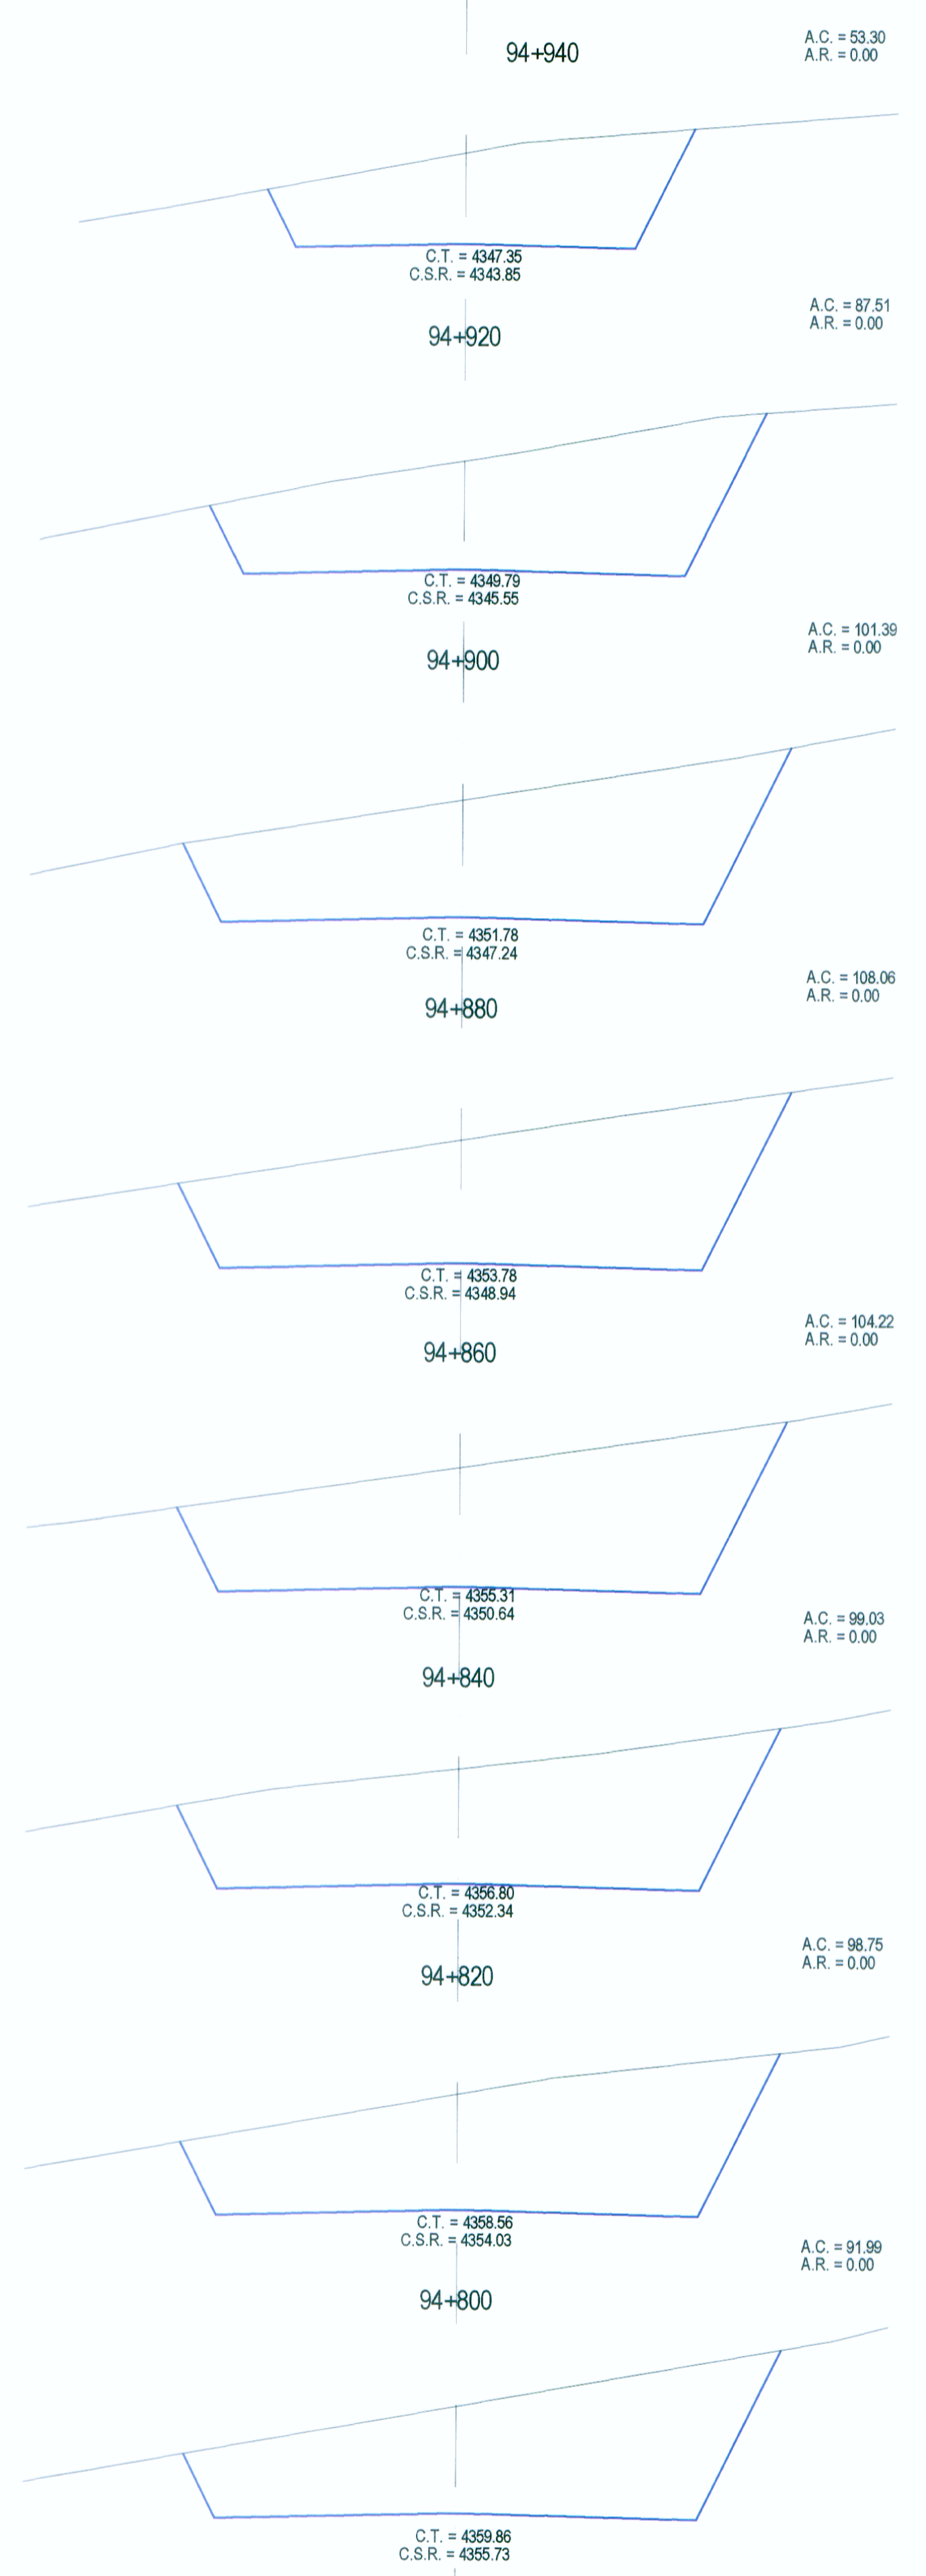 94+940
A.C. = 53.30
A.R. = 0.00
C.T. = 4347.35
C.S.R. = 4343.85
94+920
A.C. = 87.51
A.R. = 0.00
C.T. = 4349.79
C.S.R. = 4345.55
94+900
A.C. = 101.39
A.R. = 0.00
C.T. = 4351.78
C.S.R. = 4347.24
94+880
A.C. = 108.06
A.R. = 0.00
C.T. = 4353.78
C.S.R. = 4348.94
94+860
A.C. = 104.22
A.R. = 0.00
C.T. = 4355.31
C.S.R. = 4350.64
94+840
A.C. = 99.03
A.R. = 0.00
C.T. = 4356.80
C.S.R. = 4352.34
94+820
A.C. = 98.75
A.R. = 0.00
C.T. = 4358.56
C.S.R. = 4354.03
94+800
A.C. = 91.99
A.R. = 0.00
C.T. = 4359.86
C.S.R. = 4355.73